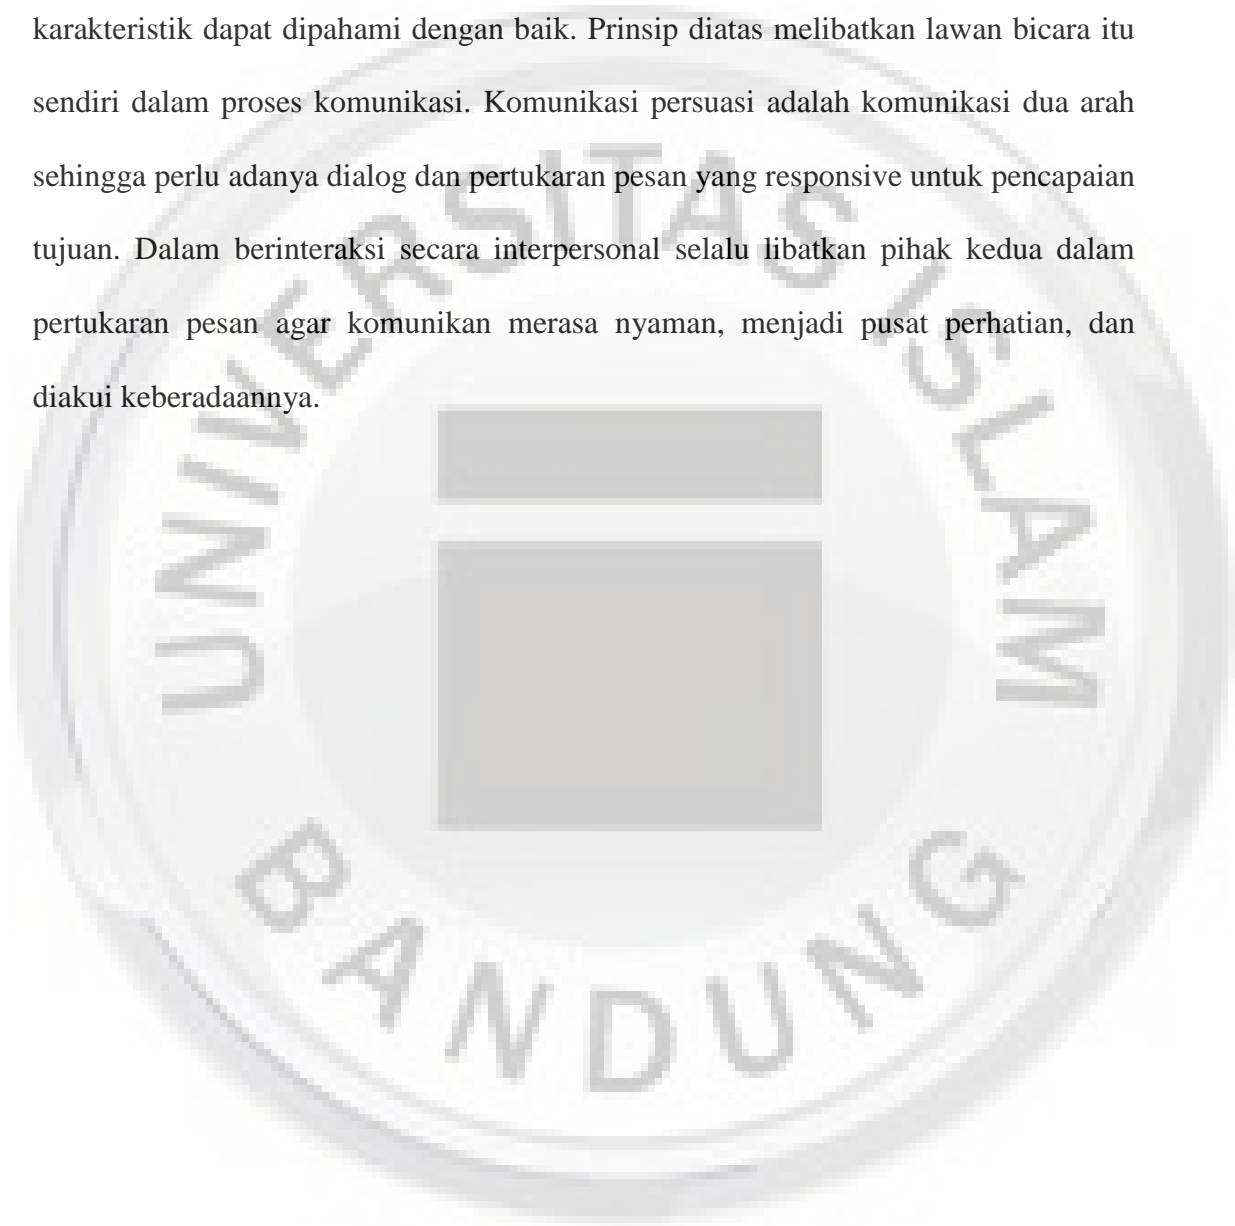 karakteristik dapat dipahami dengan baik. Prinsip diatas melibatkan lawan bicara itu
sendiri dalam proses komunikasi. Komunikasi persuasi adalah komunikasi dua arah
sehingga perlu adanya dialog dan pertukaran pesan yang responsive untuk pencapaian
tujuan. Dalam berinteraksi secara interpersonal selalu libatkan pihak kedua dalam
pertukaran pesan agar komunikan merasa nyaman, menjadi pusat perhatian, dan
diakui keberadaannya.
UNIVERSITAS ISLAM
BANDUNG